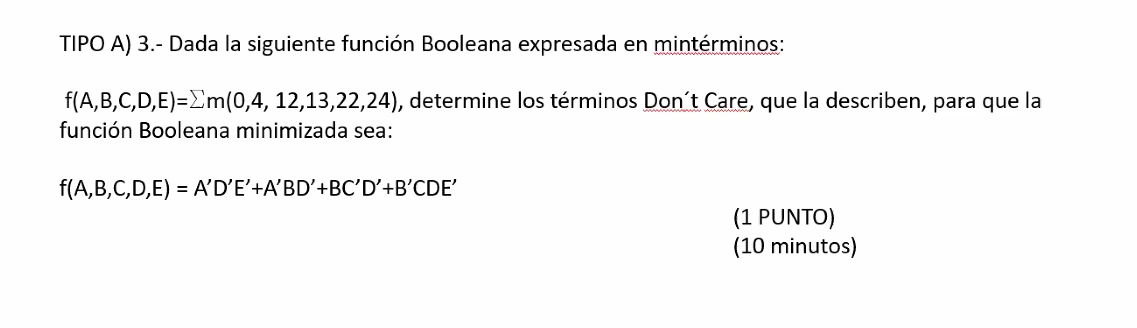 TIPO A) 3.- Dada la siguiente función Booleana expresada en mintérminos:
f(A,B,C,D,E)=∑m(0,4, 12,13,22,24), determine los términos Don´t Care, que la describen, para que la
función Booleana minimizada sea:
f(A,B,C,D,E) = A’D’E’+A’BD’+BC’D’+B’CDE’
(1 PUNTO)
(10 minutos)